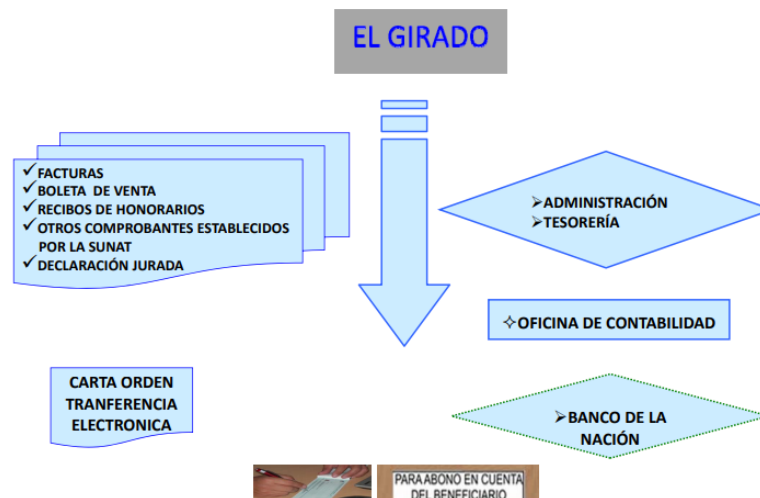 EL GIRADO
✓FACTURAS
✓BOLETA DE VENTA
✓RECIBOS DE HONORARIOS
✓OTROS COMPROBANTES ESTABLECIDOS
POR LA SUNAT
✓DECLARACIÓN JURADA
➢ADMINISTRACIÓN
➢TESORERÍA
✧OFICINA DE CONTABILIDAD
CARTA ORDEN
TRANFERENCIA
ELECTRONICA
➢BANCO DE LA
NACIÓN
PARA ABONO EN CUENTA
DEL BENEFICIARIO